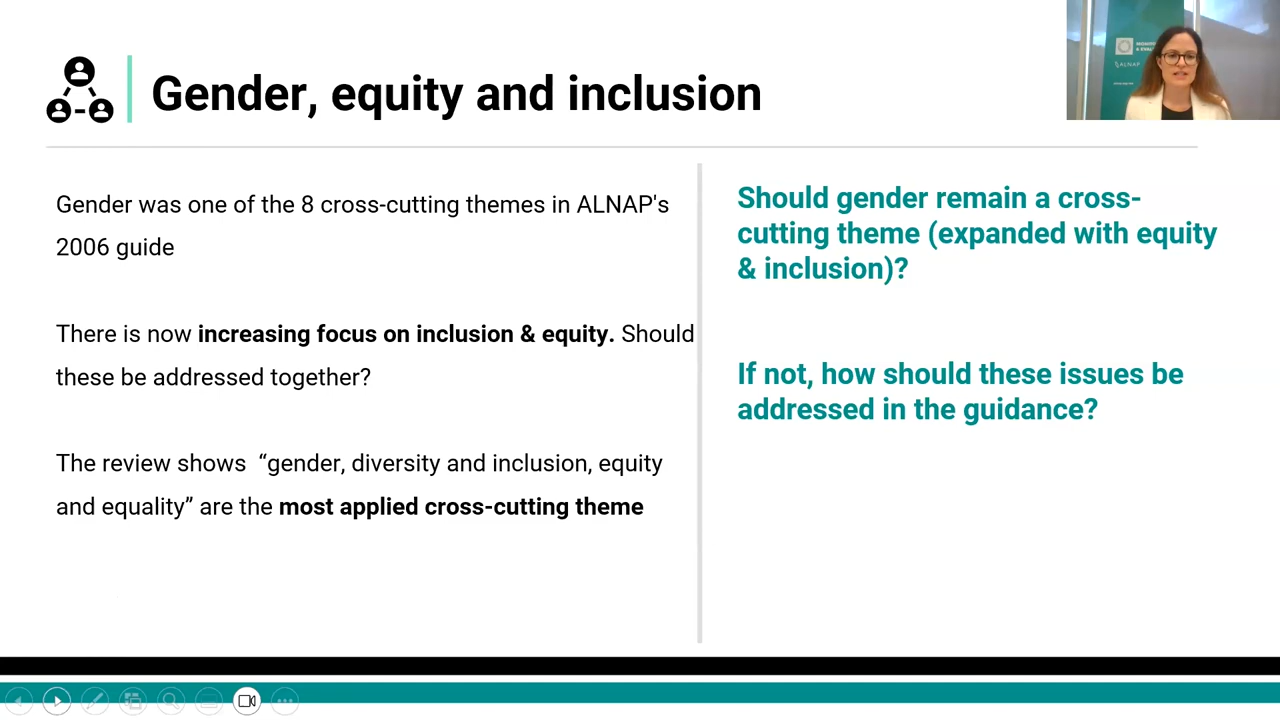 Gender, equity and inclusion
ALNAP
Gender was one of the 8 cross-cutting themes in ALNAP's
2006 guide
There is now increasing focus on inclusion & equity. Should
these be addressed together?
The review shows  “gender, diversity and inclusion, equity
and equality” are the most applied cross-cutting theme
Should gender remain a cross-
cutting theme (expanded with equity
& inclusion)?
If not, how should these issues be
addressed in the guidance?